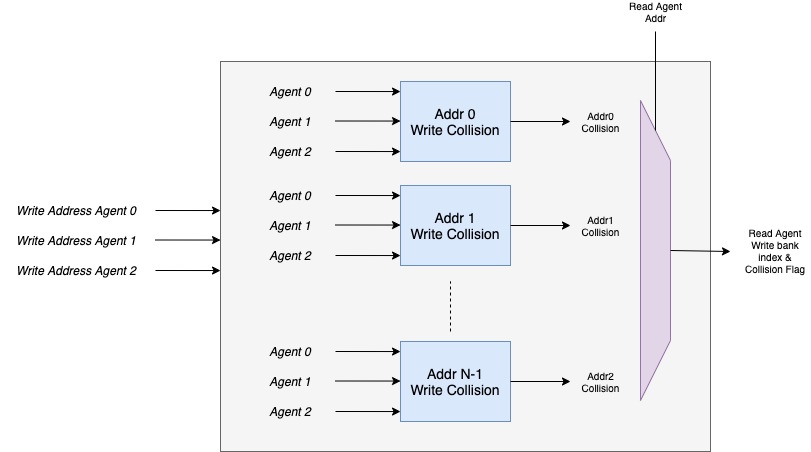 Read Agent
Addr
Agent 0
Agent 1
Agent 2
Addr 0
Write Collision
Addr0
Collision
Agent 0
Agent 1
Agent 2
Addr 1
Write Collision
Addr1
Collision
Write Address Agent 0
Write Address Agent 1
Write Address Agent 2
Read Agent
Write bank
index &
Collision Flag
Agent 0
Agent 1
Agent 2
Addr N-1
Write Collision
Addr2
Collision